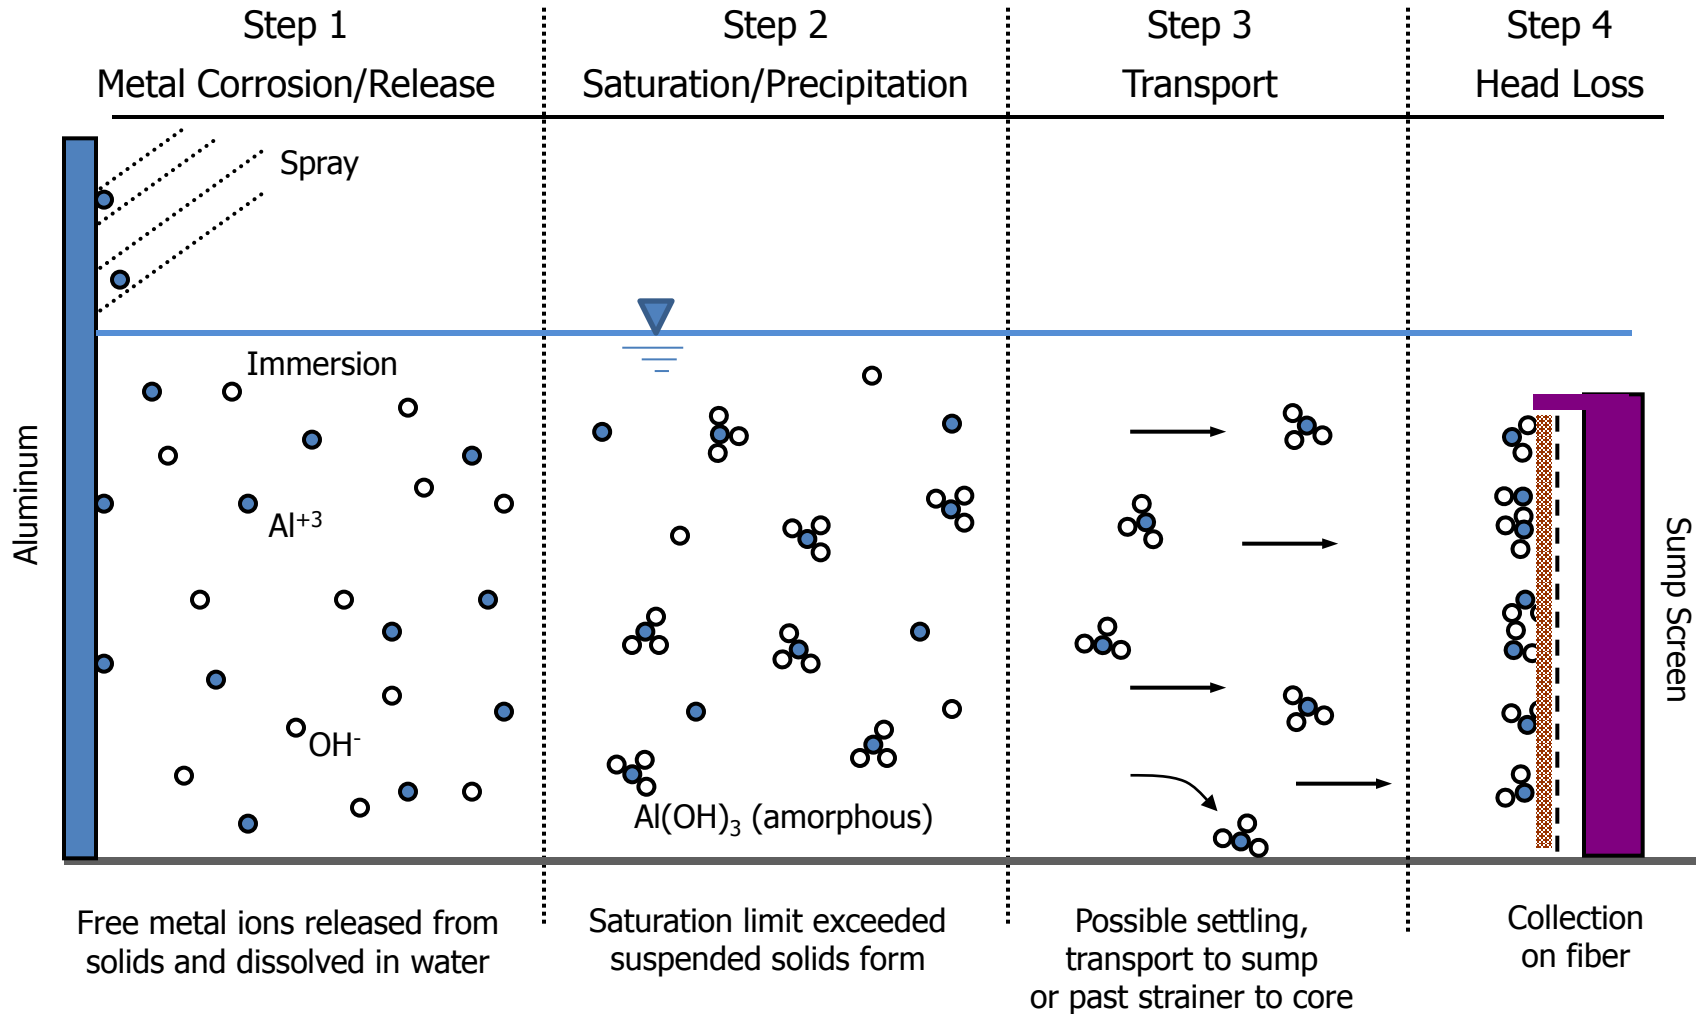 Step 1
Step 2
Step 3
Step 4
Metal Corrosion/Release
Saturation/Precipitation
Transport
Head Loss
Spray
Immersion
Aluminum
Al+3
OH-
Al(OH)3 (amorphous)
Sump Screen
Free metal ions released from
solids and dissolved in water
Saturation limit exceeded
suspended solids form
Possible settling,
transport to sump
or past strainer to core
Collection
on fiber